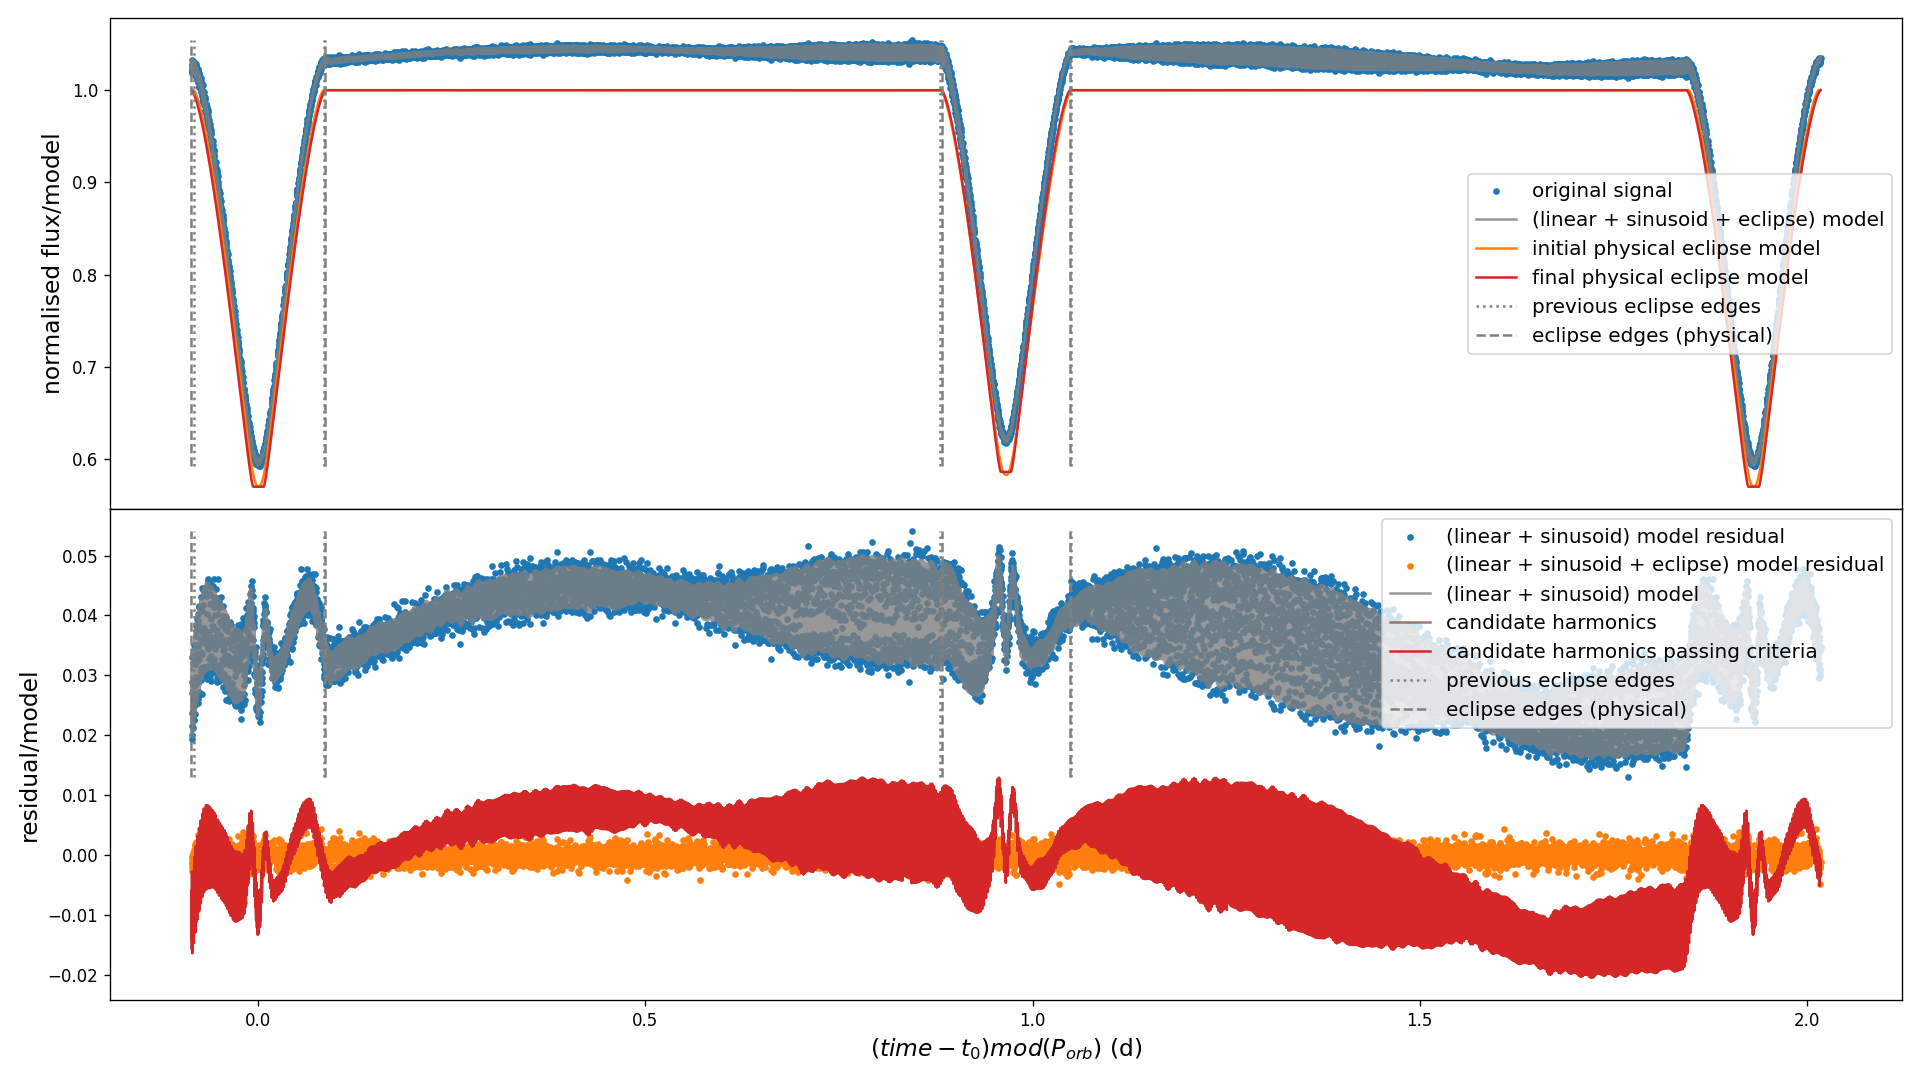 normalised flux/model
1.0
0.9
0.8
0.7
0.6
original signal
(linear + sinusoid + eclipse) model
initial physical eclipse model
final physical eclipse model
previous eclipse edges
eclipse edges (physical)
residual/model
0.05
0.04
0.03
0.02
0.01
0.00
−0.01
−0.02
(linear + sinusoid) model residual
(linear + sinusoid + eclipse) model residual
(linear + sinusoid) model
candidate harmonics
candidate harmonics passing criteria
previous eclipse edges
eclipse edges (physical)
0.0 0.5 1.0 1.5 2.0
(time − t₀)mod(P_orb) (d)